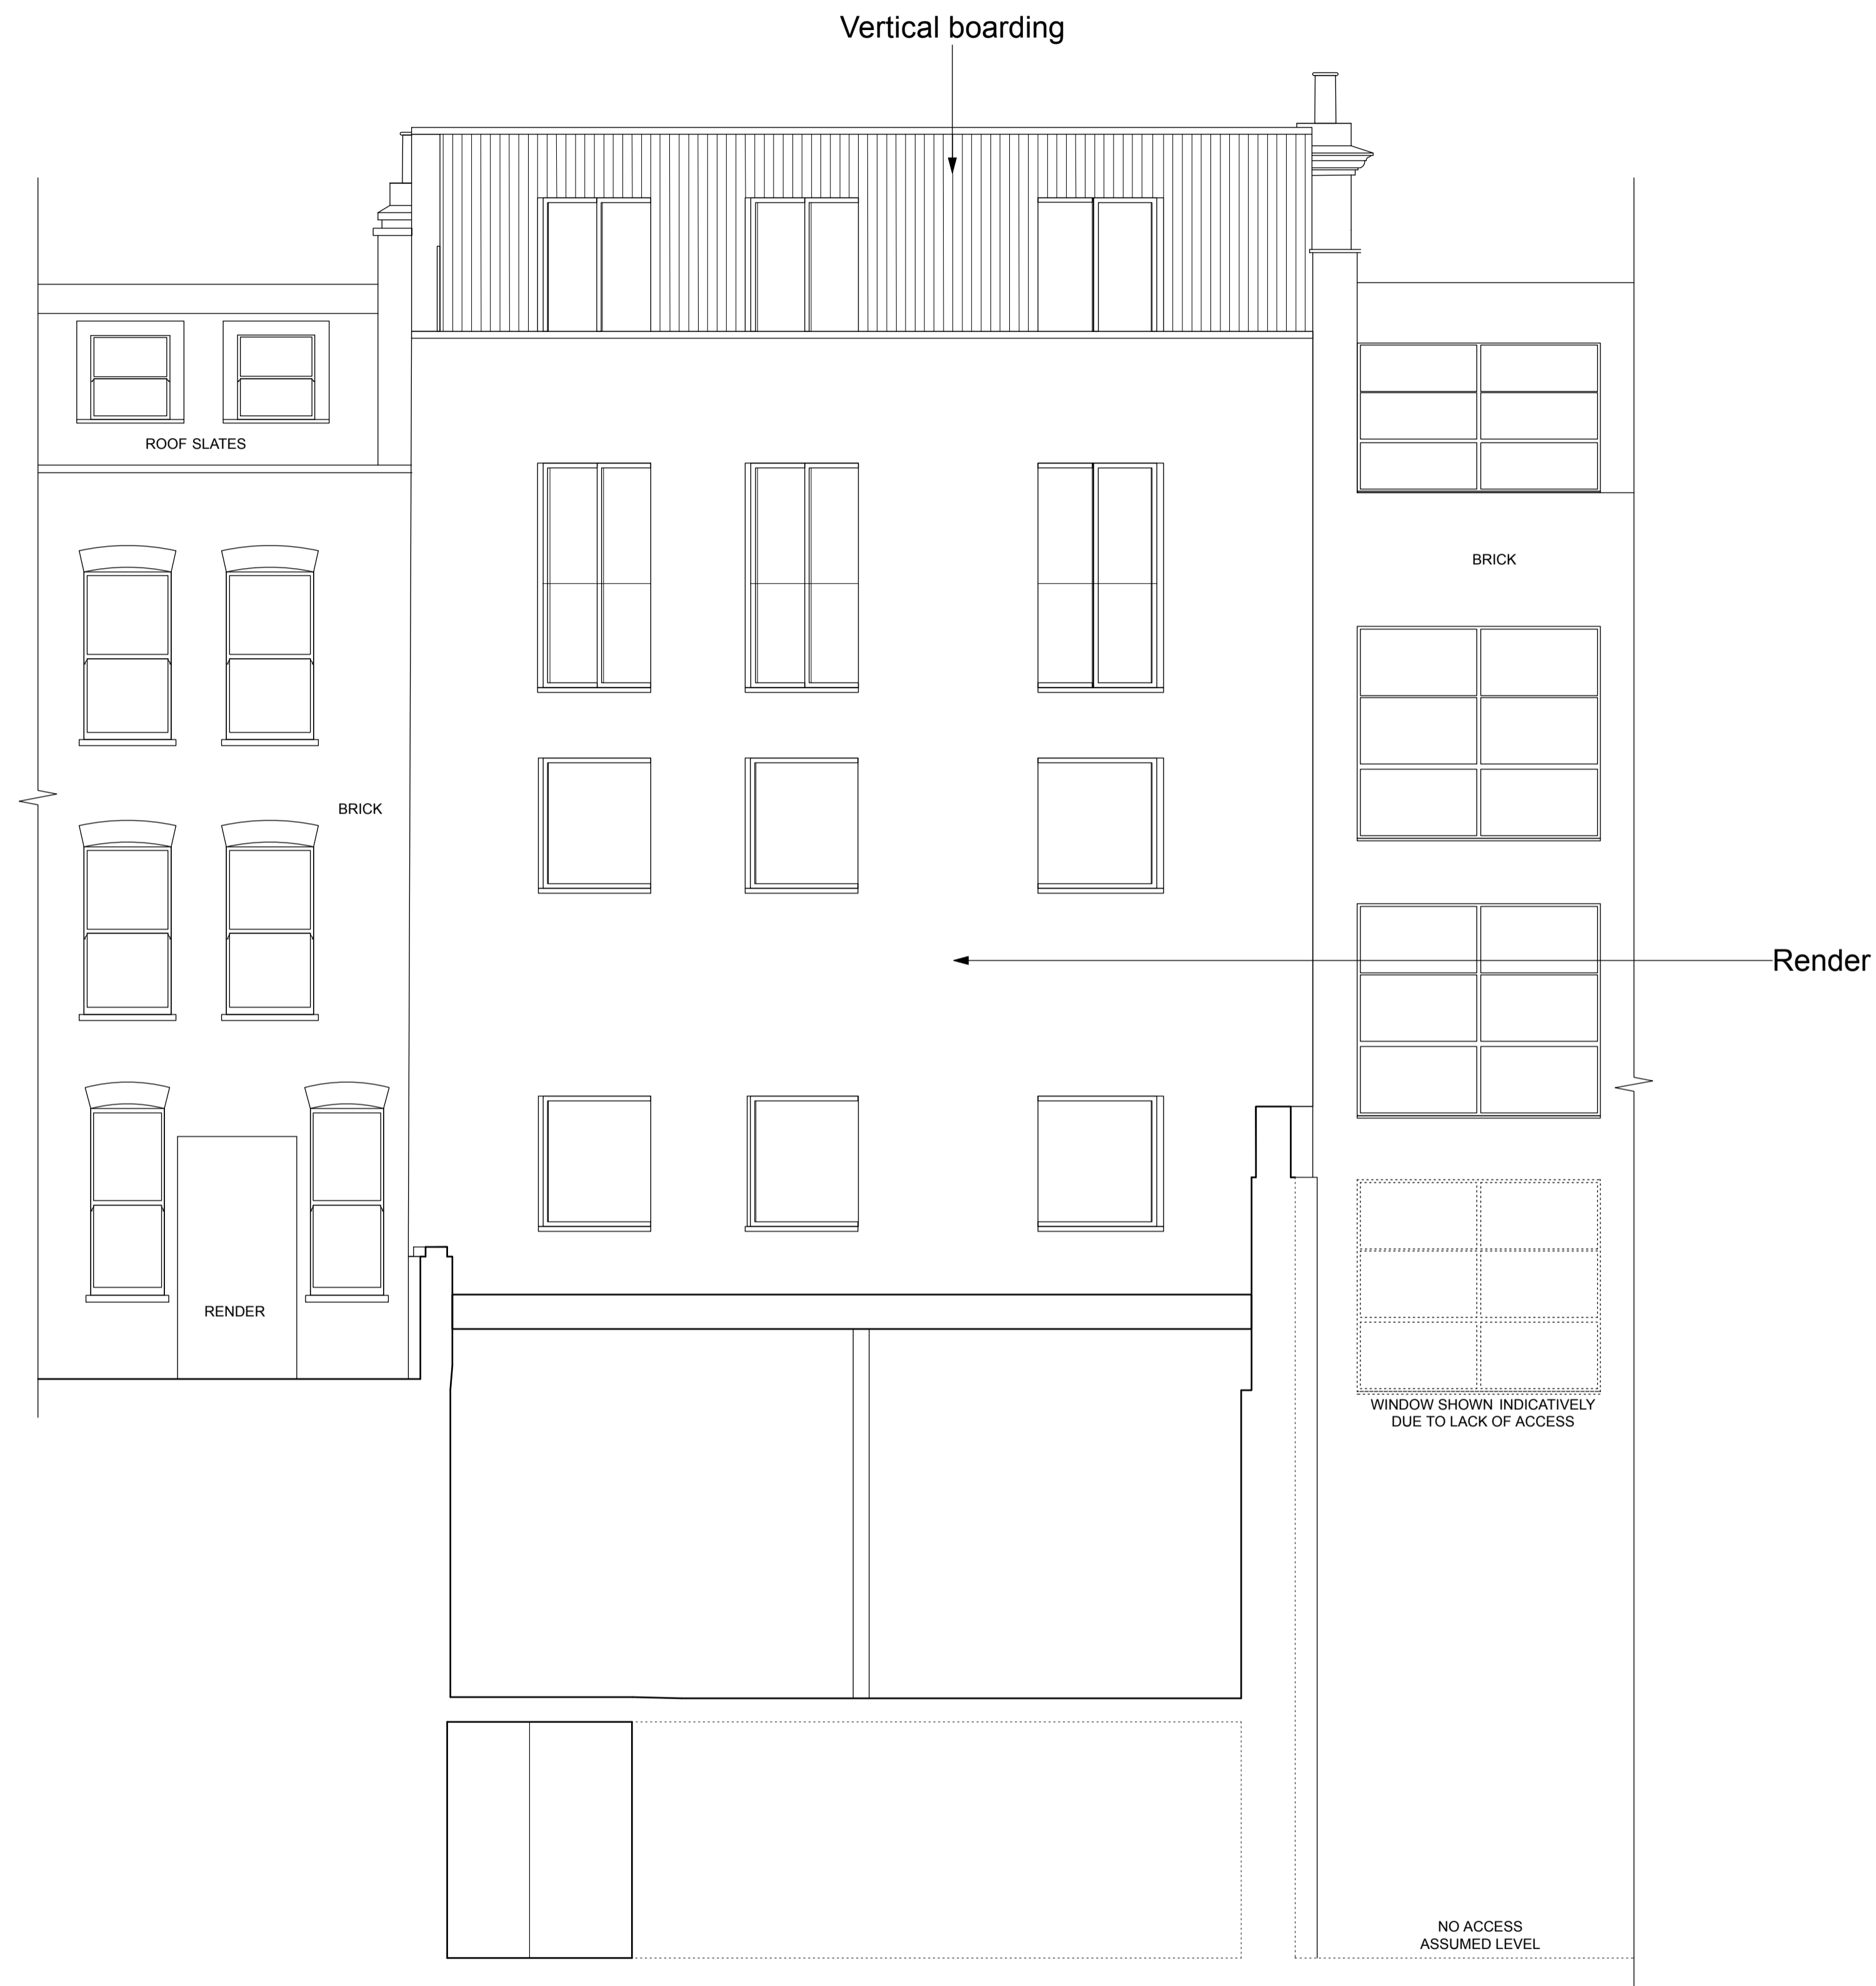 Vertical boarding
ROOF SLATES
BRICK
BRICK
Render
RENDER
WINDOW SHOWN INDICATIVELY
DUE TO LACK OF ACCESS
NO ACCESS
ASSUMED LEVEL